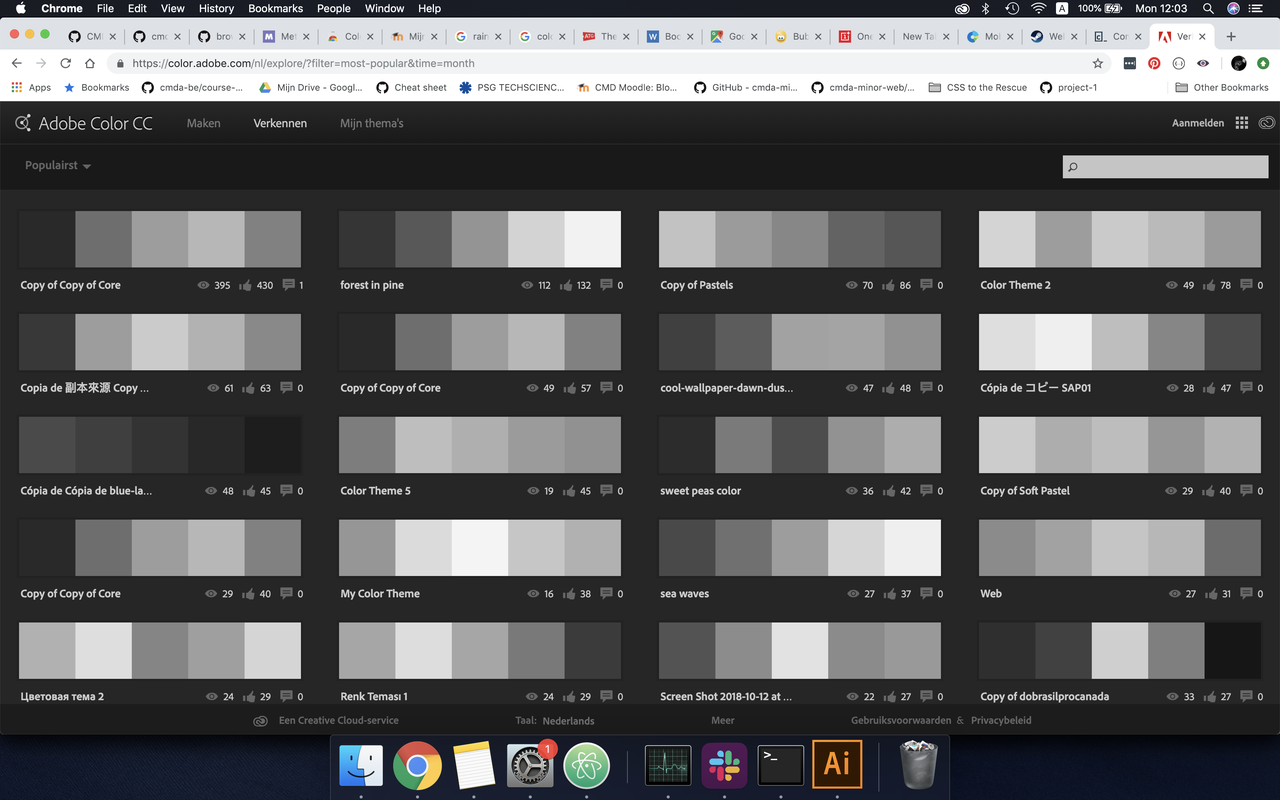 Chrome File Edit View History Bookmarks People Window Help 100% Mon 12:03
CM cmd bro Met Col Mijn rain colo The Boc Goo Bub One New Tal Mol Wel Cor Ver
https://color.adobe.com/nl/explore/?filter=most-popular&time=month
Apps Bookmarks cmda-be/course-... Mijn Drive - Googl... Cheat sheet PSG TECHSCIENC... CMD Moodle: Blo... GitHub - cmda-mi... cmda-minor-web/... CSS to the Rescue project-1 Other Bookmarks
Adobe Color CC Maken Verkennen Mijn thema's Aanmelden
Populairst
Copy of Copy of Core 395 430 1 forest in pine 112 132 0 Copy of Pastels 70 86 0 Color Theme 2 49 78 0
Copia de 副本來源 Copy ... 61 63 0 Copy of Copy of Core 49 57 0 cool-wallpaper-dawn-dus... 47 48 0 Cópia de コピー SAP01 28 47 0
Cópia de Cópia de blue-la... 48 45 0 Color Theme 5 19 45 0 sweet peas color 36 42 0 Copy of Soft Pastel 29 40 0
Copy of Copy of Core 29 40 0 My Color Theme 16 38 0 sea waves 27 37 0 Web 27 31 0
Цветовая тема 2 24 29 0 Renk Teması 1 24 29 0 Screen Shot 2018-10-12 at ... 22 27 0 Copy of dobrasilprocanada 33 27 0
Een Creative Cloud-service Taal: Nederlands Meer Gebruiksvoorwaarden & Privacybeleid
1 >_ Ai